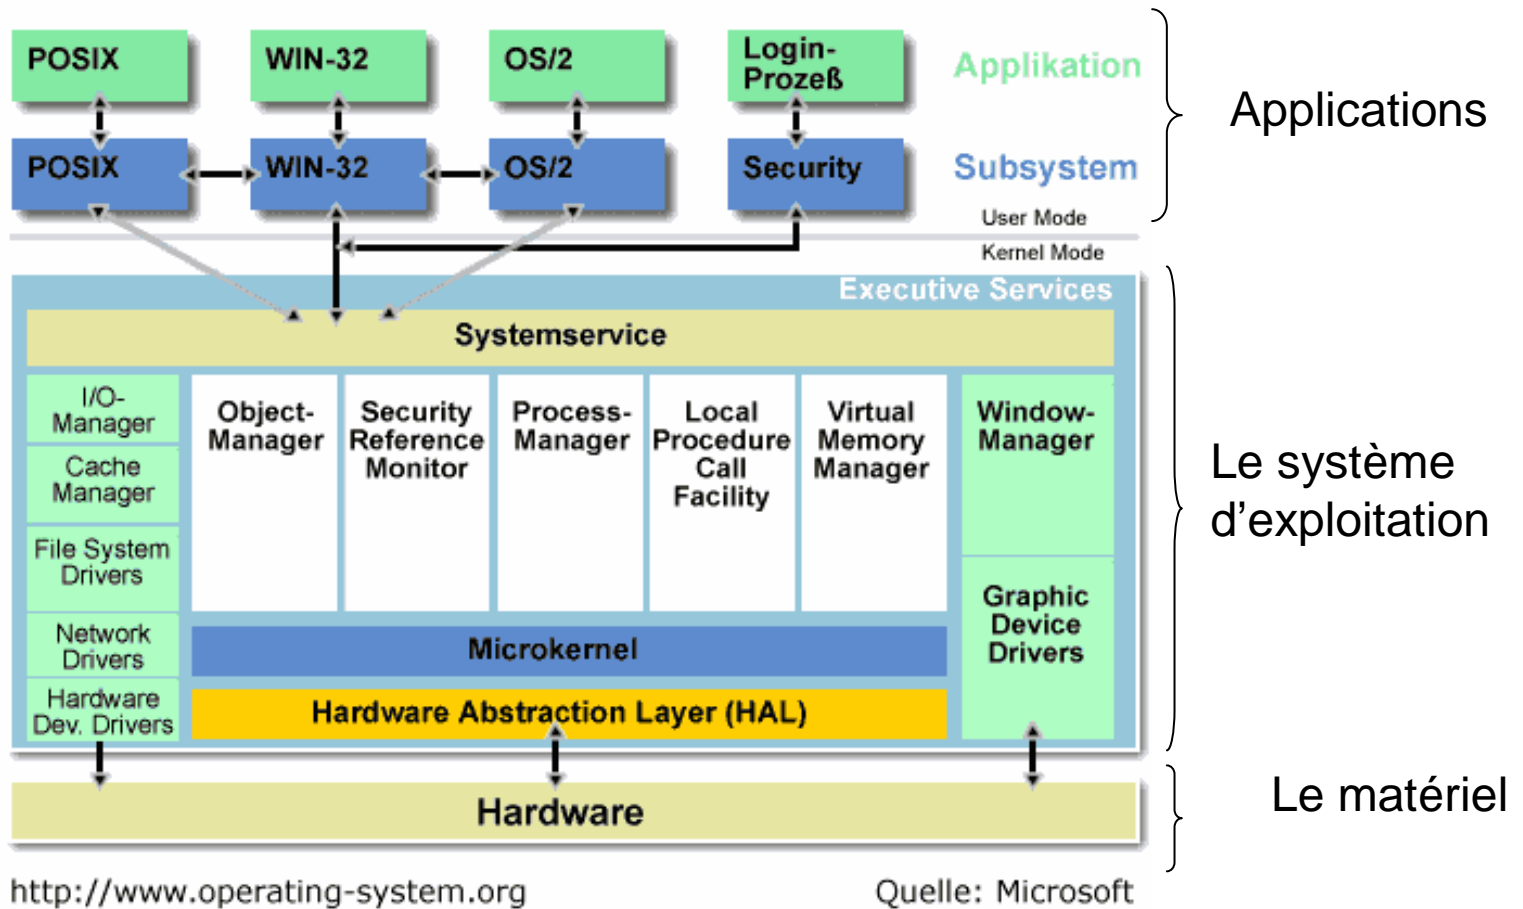 POSIX
WIN-32
OS/2
Login-
Prozeß
Applikation
Applications
POSIX
WIN-32
OS/2
Security
Subsystem
User Mode
Kernel Mode
Executive Services
Systemservice
I/O-
Manager
Cache
Manager
File System
Drivers
Network
Drivers
Hardware
Dev. Drivers
Object-
Manager
Security
Reference
Monitor
Process-
Manager
Local
Procedure
Call
Facility
Virtual
Memory
Manager
Window-
Manager
Graphic
Device
Drivers
Microkernel
Hardware Abstraction Layer (HAL)
Le système
d’exploitation
Hardware
Le matériel
http://www.operating-system.org
Quelle: Microsoft